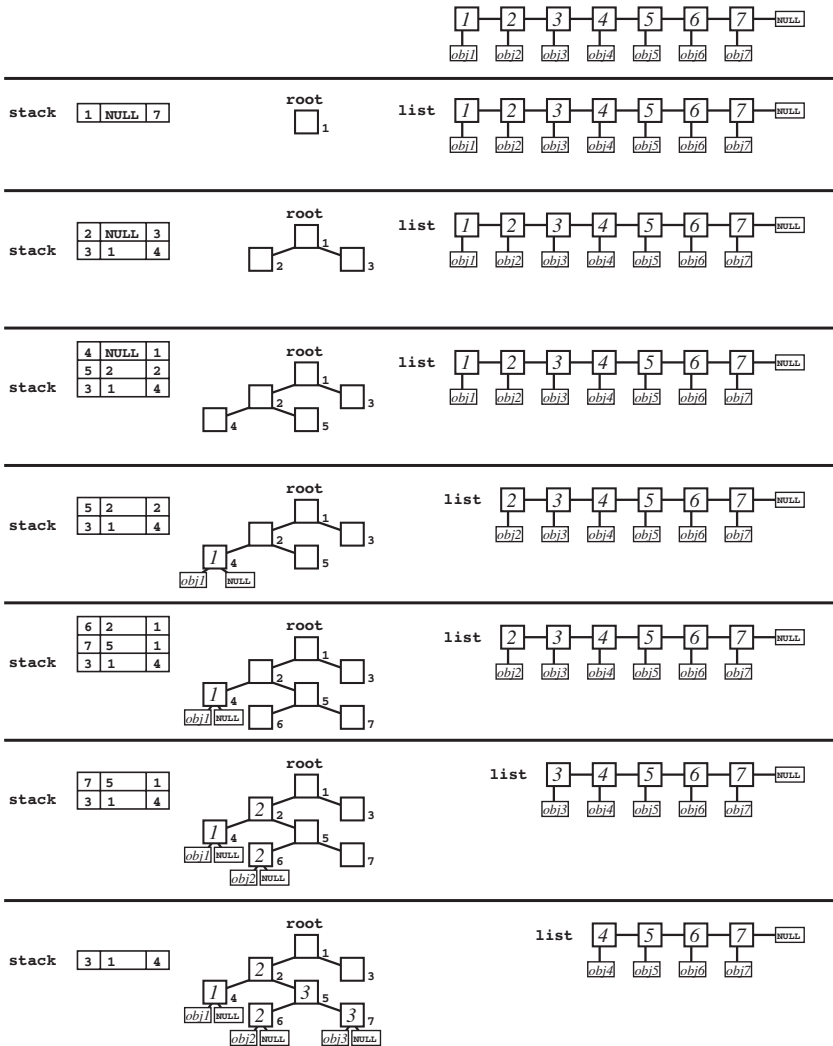 1 2 3 4 5 6 7 NULL
obj1 obj2 obj3 obj4 obj5 obj6 obj7
root
stack 1 NULL 7
1
list 1 2 3 4 5 6 7 NULL
obj1 obj2 obj3 obj4 obj5 obj6 obj7
root
stack
2 NULL 3
3 1 4
1
2 3
list 1 2 3 4 5 6 7 NULL
obj1 obj2 obj3 obj4 obj5 obj6 obj7
root
stack
4 NULL 1
5 2 2
3 1 4
1
2 3
4 5
list 1 2 3 4 5 6 7 NULL
obj1 obj2 obj3 obj4 obj5 obj6 obj7
root
stack
5 2 2
3 1 4
1
2 3
1 4 5
obj1 NULL
list 2 3 4 5 6 7 NULL
obj2 obj3 obj4 obj5 obj6 obj7
root
stack
6 2 1
7 5 1
3 1 4
1
2 3
1 4 5
obj1 NULL 6 7
list 2 3 4 5 6 7 NULL
obj2 obj3 obj4 obj5 obj6 obj7
root
stack
7 5 1
3 1 4
1
2 2 3
1 4 5
obj1 NULL 2 6 7
obj2 NULL
list 3 4 5 6 7 NULL
obj3 obj4 obj5 obj6 obj7
root
stack 3 1 4
1
2 2 3
1 4 3 5
obj1 NULL 2 6 3 7
obj2 NULL obj3 NULL
list 4 5 6 7 NULL
obj4 obj5 obj6 obj7